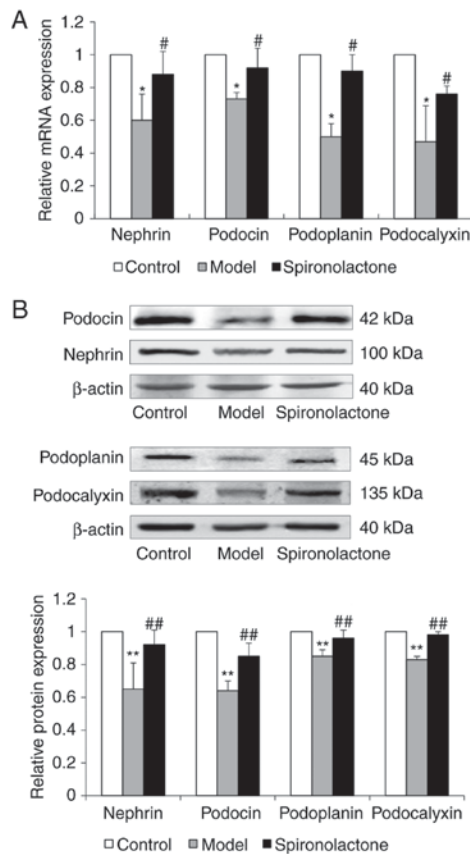 A
Relative mRNA expression
1.2
1
0.8
0.6
0.4
0.2
0
* # * # * # * #
Nephrin Podocin Podoplanin Podocalyxin
Control Model Spironolactone
B
Podocin 42 kDa
Nephrin 100 kDa
β-actin 40 kDa
Control Model Spironolactone
Podoplanin 45 kDa
Podocalyxin 135 kDa
β-actin 40 kDa
Control Model Spironolactone
Relative protein expression
1.2
1
0.8
0.6
0.4
0.2
0
** ## ** ## ** ## ** ##
Nephrin Podocin Podoplanin Podocalyxin
Control Model Spironolactone